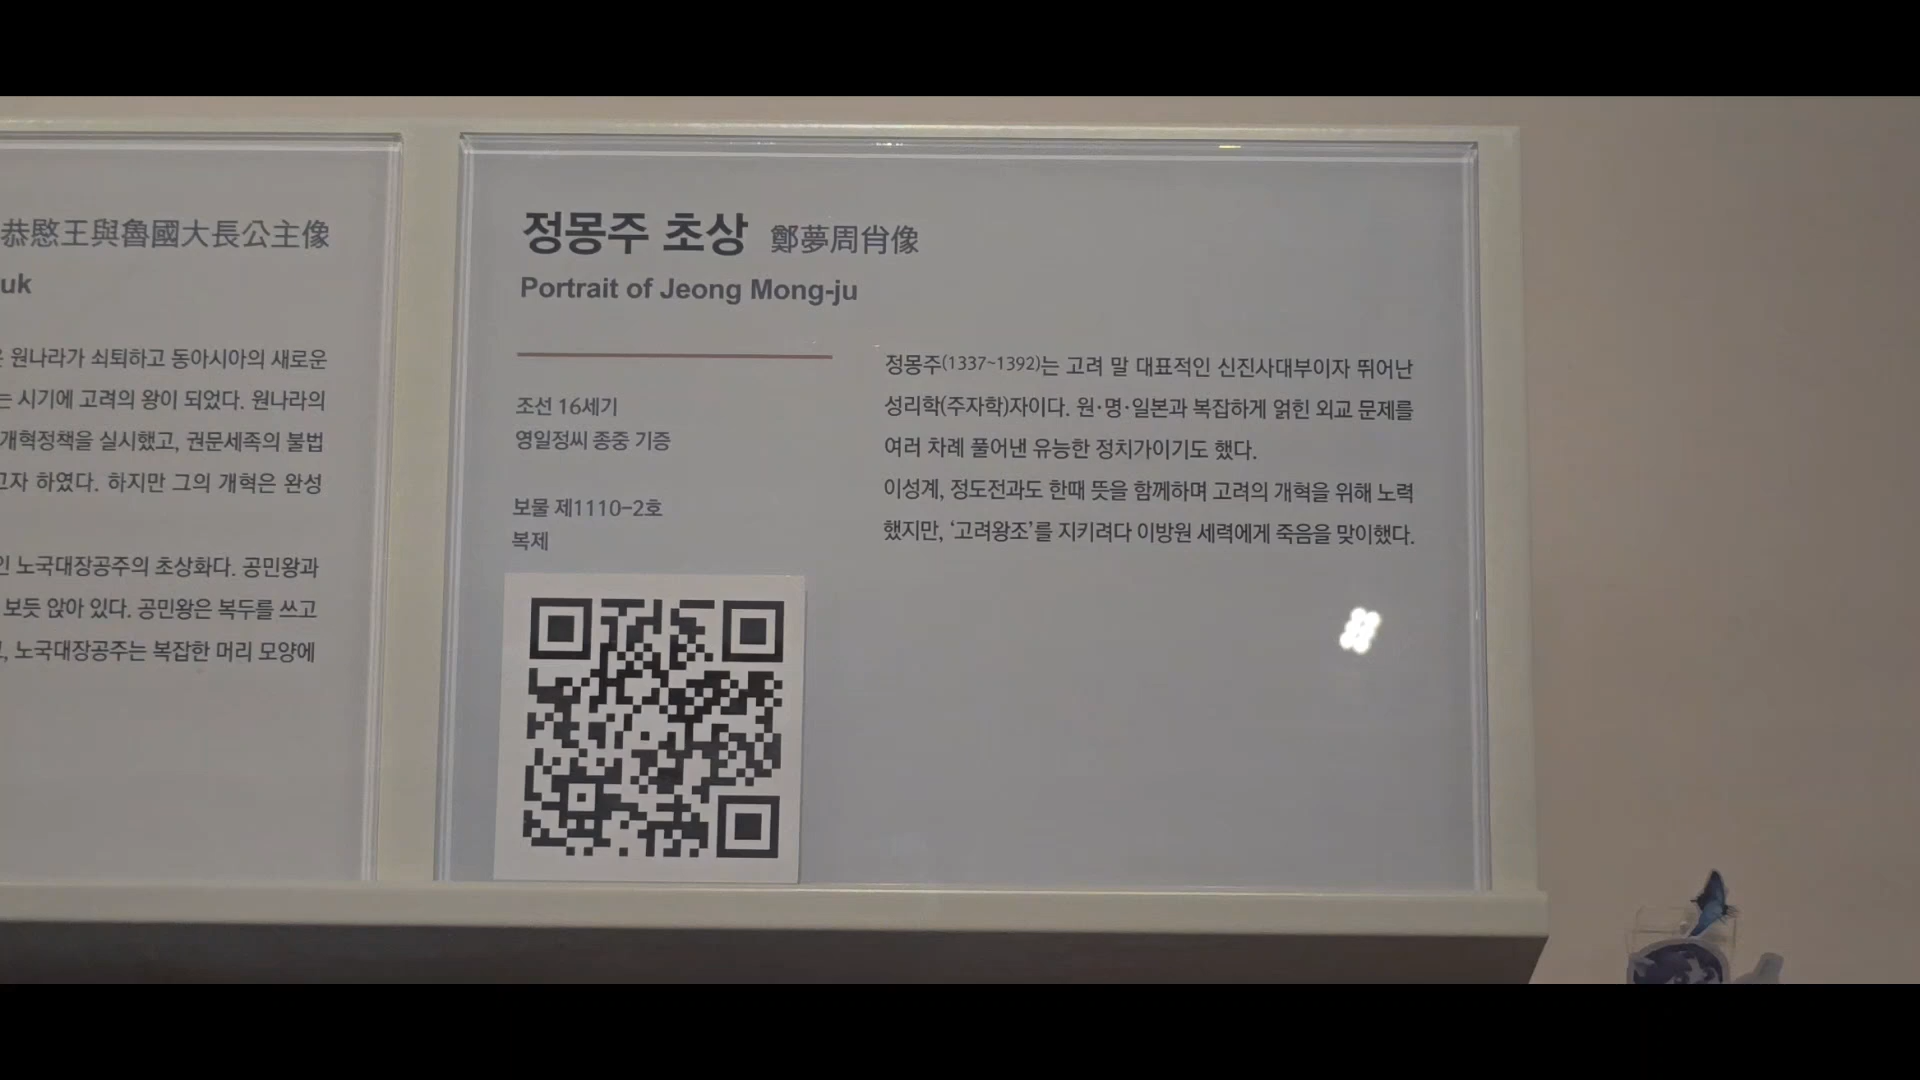 恭愍王與魯國大長公主像
uk
원나라가 쇠퇴하고 동아시아의 새로운
는 시기에 고려의 왕이 되었다. 원나라의
개혁정책을 실시했고, 권문세족의 불법
고자 하였다. 하지만 그의 개혁은 완성
인 노국대장공주의 초상화다. 공민왕과
보듯 앉아 있다. 공민왕은 복두를 쓰고
, 노국대장공주는 복잡한 머리 모양에
정몽주 초상 鄭夢周肖像
Portrait of Jeong Mong-ju
조선 16세기
영일정씨 종중 기증
보물 제1110-2호
복제
정몽주(1337~1392)는 고려 말 대표적인 신진사대부이자 뛰어난
성리학(주자학)자이다. 원·명·일본과 복잡하게 얽힌 외교 문제를
여러 차례 풀어낸 유능한 정치가이기도 했다.
이성계, 정도전과도 한때 뜻을 함께하며 고려의 개혁을 위해 노력
했지만, ‘고려왕조’를 지키려다 이방원 세력에게 죽음을 맞이했다.